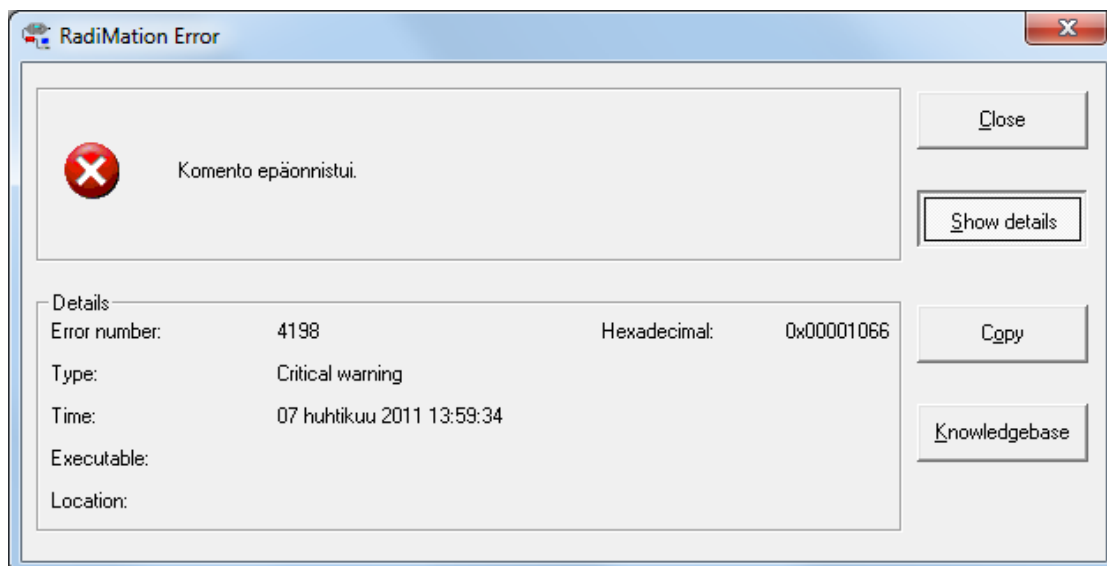 RadiMation Error
Komento epäonnistui.
Close
Show details
Details
Error number: 4198 Hexadecimal: 0x00001066
Type: Critical warning
Time: 07 huhtikuu 2011 13:59:34
Executable:
Location:
Copy
Knowledgebase